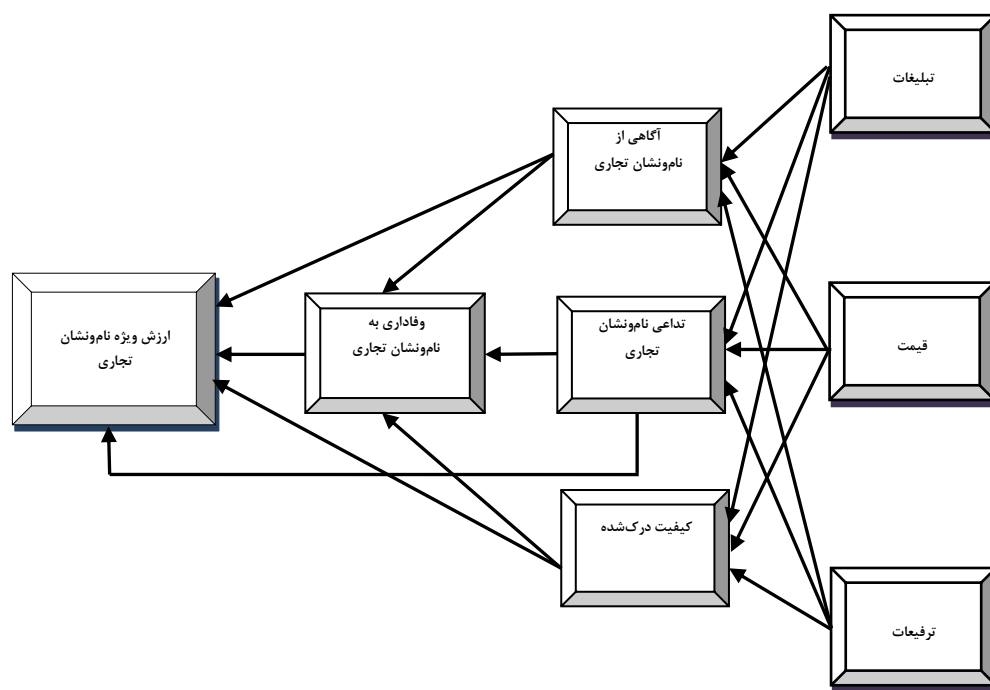 تبلیغات
آگاهی از
نام‌ونشان تجاری
قیمت
تداعی نام‌ونشان
تجاری
وفاداری به
نام‌ونشان تجاری
ارزش ویژه نام‌ونشان
تجاری
کیفیت درک‌شده
ترفیعات